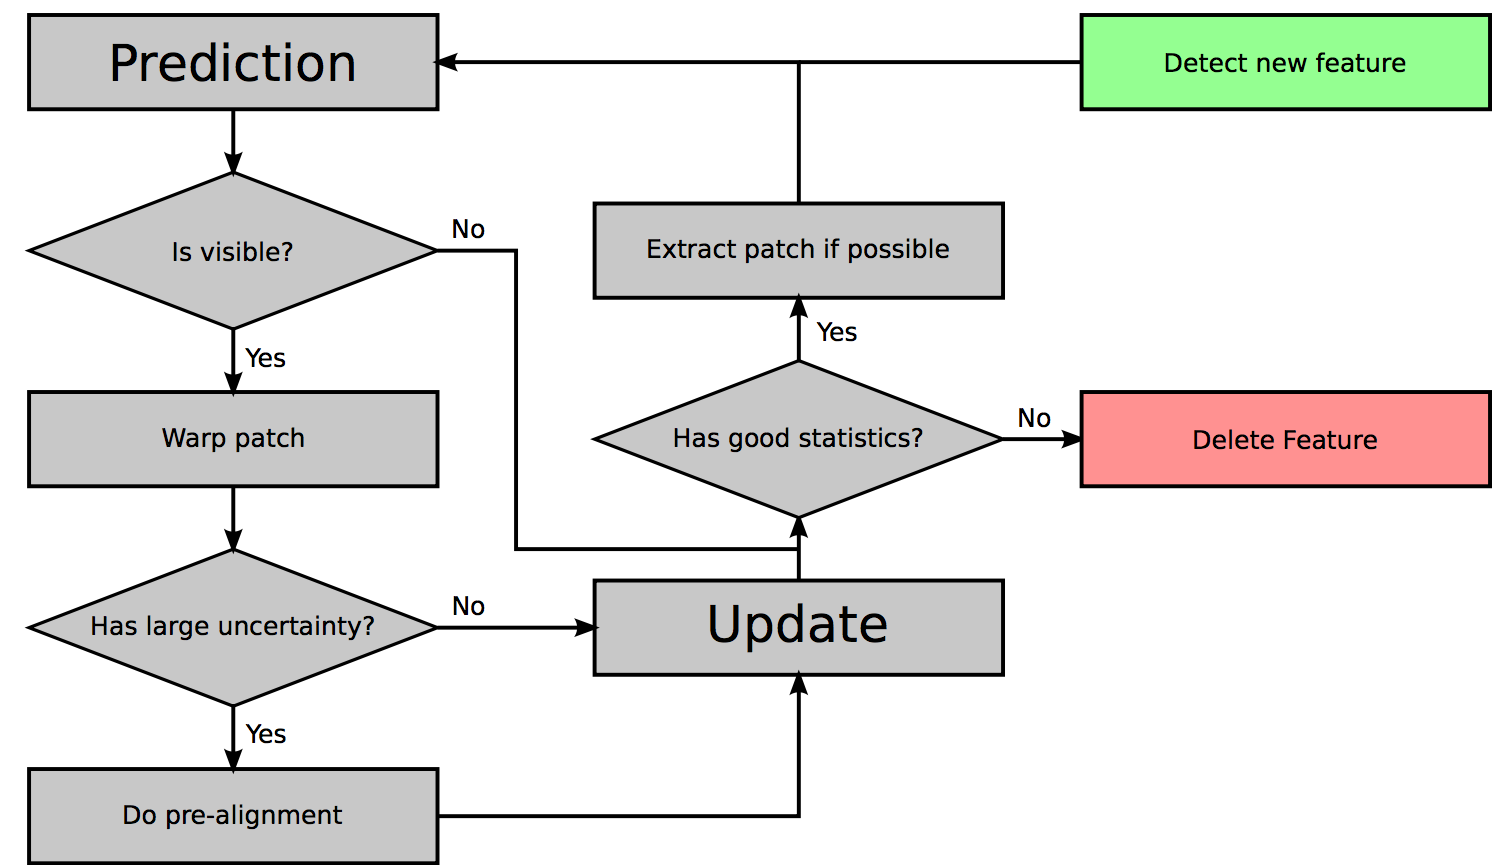 Prediction
Detect new feature
Is visible?
No
Extract patch if possible
Yes
Yes
Warp patch
Has good statistics?
No
Delete Feature
Has large uncertainty?
No
Update
Yes
Do pre-alignment